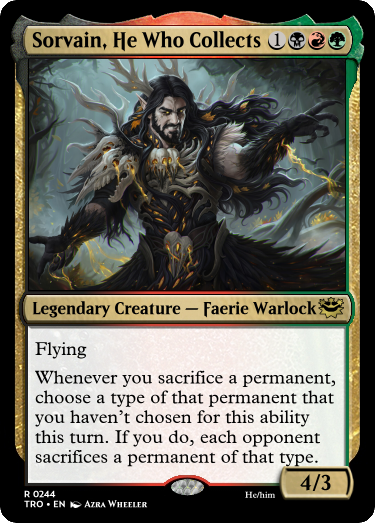 Sorvain, He Who Collects 1
Legendary Creature — Faerie Warlock
Flying
Whenever you sacrifice a permanent,
choose a type of that permanent that
you haven't chosen for this ability
this turn. If you do, each opponent
sacrifices a permanent of that type.
4/3
R 0244
TRO • EN Azra Wheeler
He/him